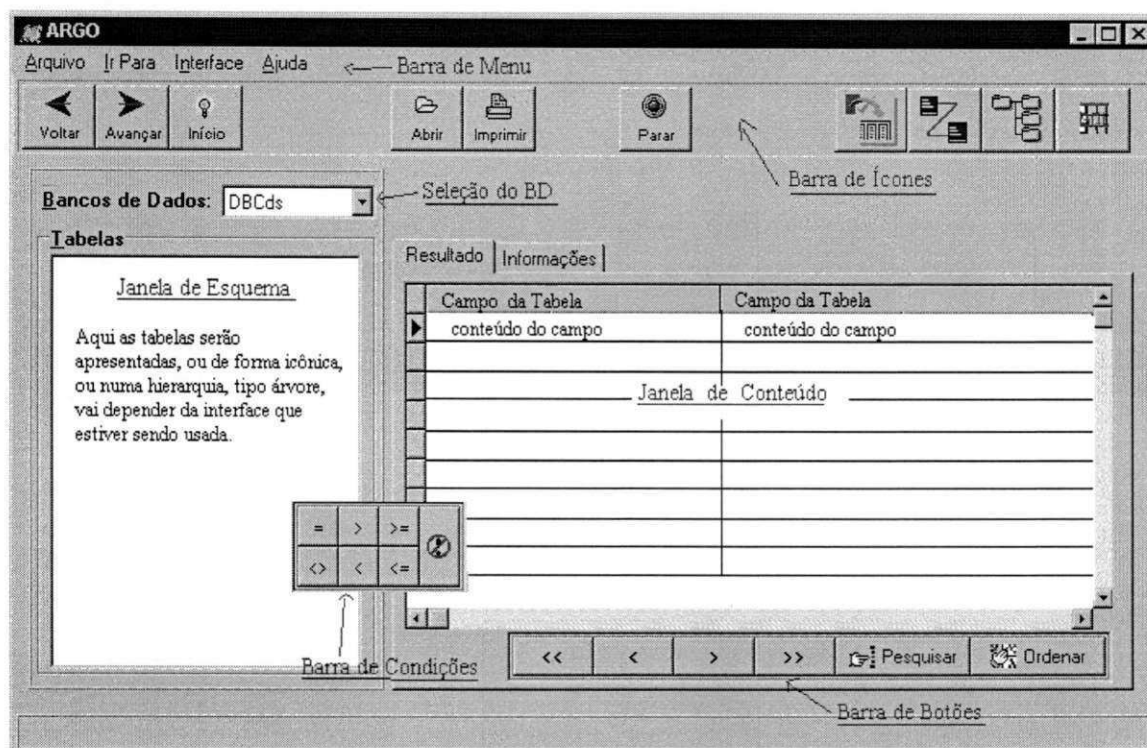 ARGO
Arquivo Ir Para Interface Ajuda Barra de Menu
Voltar Avançar Início Abrir Imprimir Parar
Barra de Ícones
Bancos de Dados: DBCds Seleção do BD
Tabelas
Janela de Esquema
Aqui as tabelas serão
apresentadas, ou de forma icônica,
ou numa hierarquia, tipo árvore,
vai depender da interface que
estiver sendo usada.
Resultado Informações
Campo da Tabela Campo da Tabela
conteúdo do campo conteúdo do campo
Janela de Conteúdo
= > >=
<> < <=
Barra de Condições
<< < > >> Pesquisar Ordenar
Barra de Botões